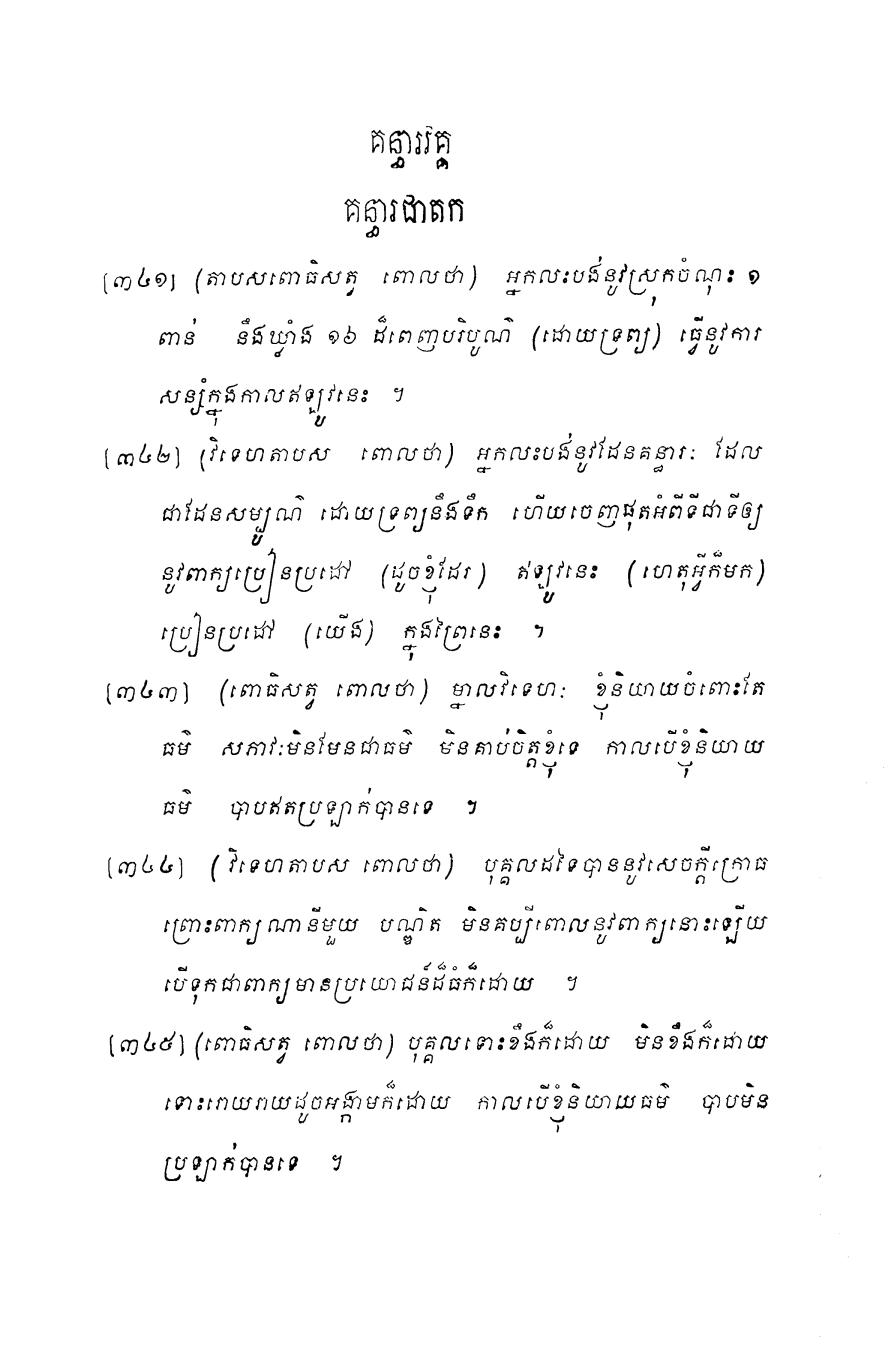 គន្ធារវគ្គ
គន្ធារជាតក
[៣៤១] (តាបសពោធិសត្វ ពោលថា) អ្នកលះបង់នូវស្រុកចំណុះ ១
ពាន់ នឹងឃ្លាំង ១៦ ដ៏ពេញបរិបូណ៌ (ដោយទ្រព្យ) ធ្វើនូវការ
សន្សំក្នុងកាលឥឡូវនេះ ។
[៣៤២] (វិទេហតាបស ពោលថា) អ្នកលះបង់នូវដែនគន្ធារៈ ដែល
ជាដែនសម្បូណ៌ ដោយទ្រព្យនឹងទឹក ហើយចេញផុតអំពីទីជាទីឲ្យ
នូវពាក្យប្រៀនប្រដៅ (ដូចខ្ញុំដែរ) ឥឡូវនេះ (ហេតុអ្វីក៏មក)
ប្រៀនប្រដៅ (យើង) ក្នុងព្រៃនេះ ។
[៣៤៣] (ពោធិសត្វ ពោលថា) ម្នាលវិទេហៈ ខ្ញុំនិយាយចំពោះតែ
ធម៌ សភាវៈមិនមែនជាធម៌ មិនគាប់ចិត្តខ្ញុំទេ កាលបើខ្ញុំនិយាយ
ធម៌ បាបឥតប្រឡាក់បានទេ ។
[៣៤៤] (វិទេហតាបស ពោលថា) បុគ្គលដទៃបាននូវសេចក្តីក្រោធ
ព្រោះពាក្យណានីមួយ បណ្ឌិត មិនគប្បីពោលនូវពាក្យនោះឡើយ
បើទុកជាពាក្យមានប្រយោជន៍ដ៏ធំក៏ដោយ ។
[៣៤៥] (ពោធិសត្វ ពោលថា) បុគ្គលទោះខឹងក៏ដោយ មិនខឹងក៏ដោយ
ទោះរោយរាយដូចអង្កាមក៏ដោយ កាលបើខ្ញុំនិយាយធម៌ បាបមិន
ប្រឡាក់បានទេ ។